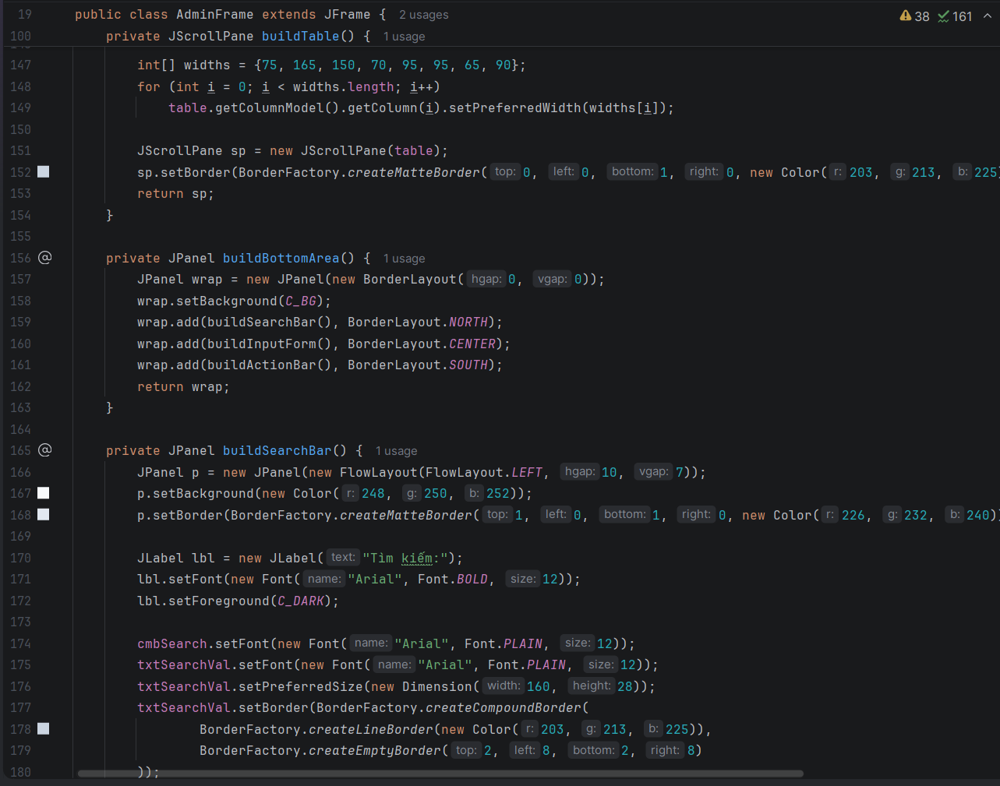 19 public class AdminFrame extends JFrame { 2 usages 38 161
100 private JScrollPane buildTable() { 1 usage
147 int[] widths = {75, 165, 150, 70, 95, 95, 65, 90};
148 for (int i = 0; i < widths.length; i++)
149 table.getColumnModel().getColumn(i).setPreferredWidth(widths[i]);
150
151 JScrollPane sp = new JScrollPane(table);
152 sp.setBorder(BorderFactory.createMatteBorder( top: 0, left: 0, bottom: 1, right: 0, new Color( r: 203, g: 213, b: 225
153 return sp;
154 }
155
156 @ private JPanel buildBottomArea() { 1 usage
157 JPanel wrap = new JPanel(new BorderLayout( hgap: 0, vgap: 0));
158 wrap.setBackground(C_BG);
159 wrap.add(buildSearchBar(), BorderLayout.NORTH);
160 wrap.add(buildInputForm(), BorderLayout.CENTER);
161 wrap.add(buildActionBar(), BorderLayout.SOUTH);
162 return wrap;
163 }
164
165 @ private JPanel buildSearchBar() { 1 usage
166 JPanel p = new JPanel(new FlowLayout(FlowLayout.LEFT, hgap: 10, vgap: 7));
167 p.setBackground(new Color( r: 248, g: 250, b: 252));
168 p.setBorder(BorderFactory.createMatteBorder( top: 1, left: 0, bottom: 1, right: 0, new Color( r: 226, g: 232, b: 240)
169
170 JLabel lbl = new JLabel( text: "Tìm kiếm:");
171 lbl.setFont(new Font( name: "Arial", Font.BOLD, size: 12));
172 lbl.setForeground(C_DARK);
173
174 cmbSearch.setFont(new Font( name: "Arial", Font.PLAIN, size: 12));
175 txtSearchVal.setFont(new Font( name: "Arial", Font.PLAIN, size: 12));
176 txtSearchVal.setPreferredSize(new Dimension( width: 160, height: 28));
177 txtSearchVal.setBorder(BorderFactory.createCompoundBorder(
178 BorderFactory.createLineBorder(new Color( r: 203, g: 213, b: 225)),
179 BorderFactory.createEmptyBorder( top: 2, left: 8, bottom: 2, right: 8)
180 ));